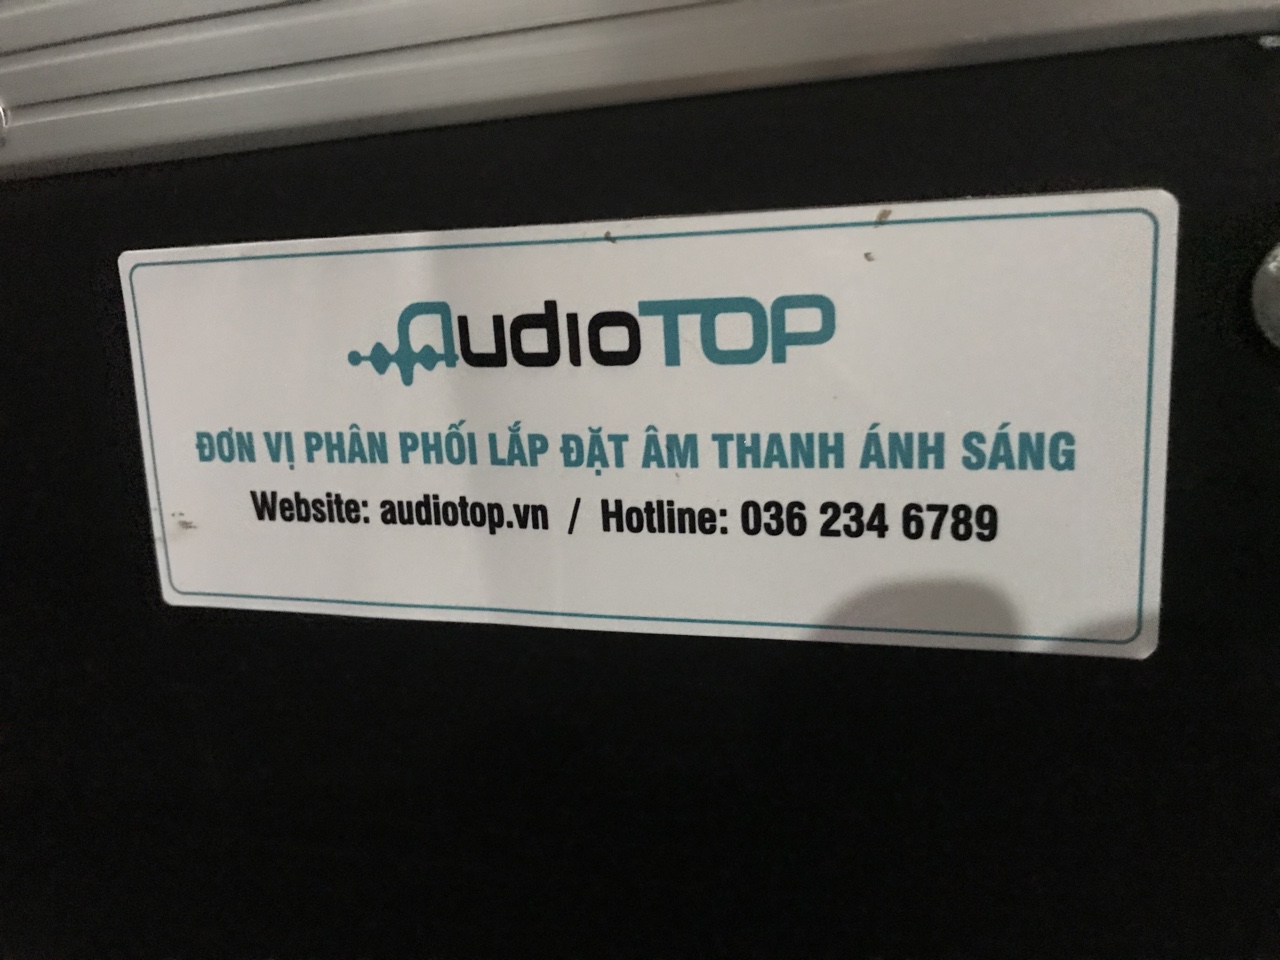 AudioTOP
ĐƠN VỊ PHÂN PHỐI LẮP ĐẶT ÂM THANH ÁNH SÁNG
Website: audiotop.vn / Hotline: 036 234 6789